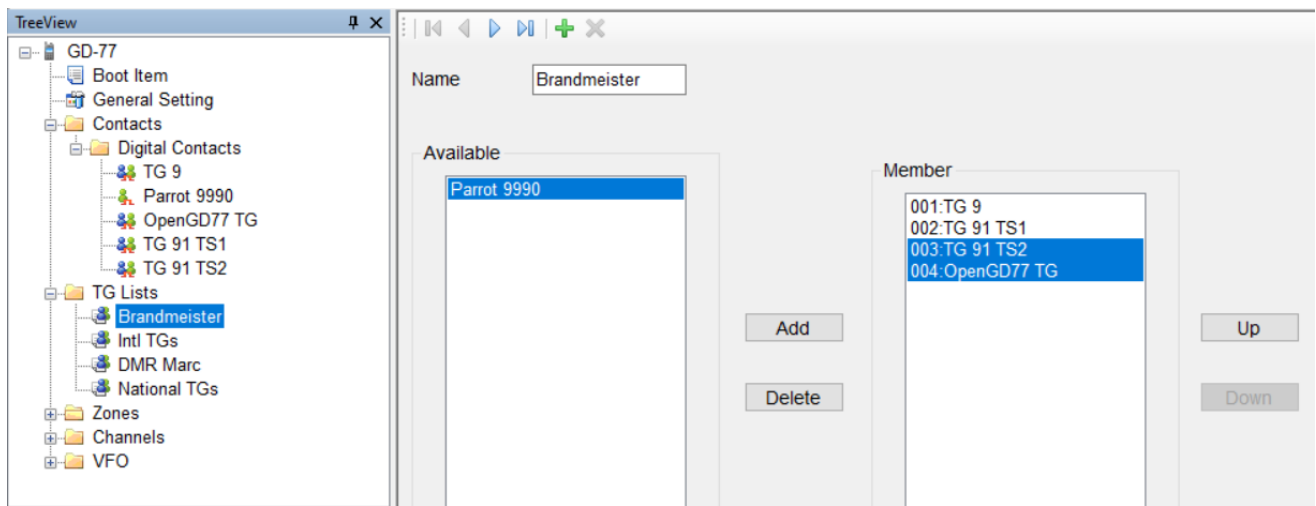 TreeView
GD-77
Boot Item
General Setting
Contacts
Digital Contacts
TG 9
Parrot 9990
OpenGD77 TG
TG 91 TS1
TG 91 TS2
TG Lists
Brandmeister
Intl TGs
DMR Marc
National TGs
Zones
Channels
VFO
Name
Brandmeister
Available
Parrot 9990
Add
Delete
Member
001:TG 9
002:TG 91 TS1
003:TG 91 TS2
004:OpenGD77 TG
Up
Down